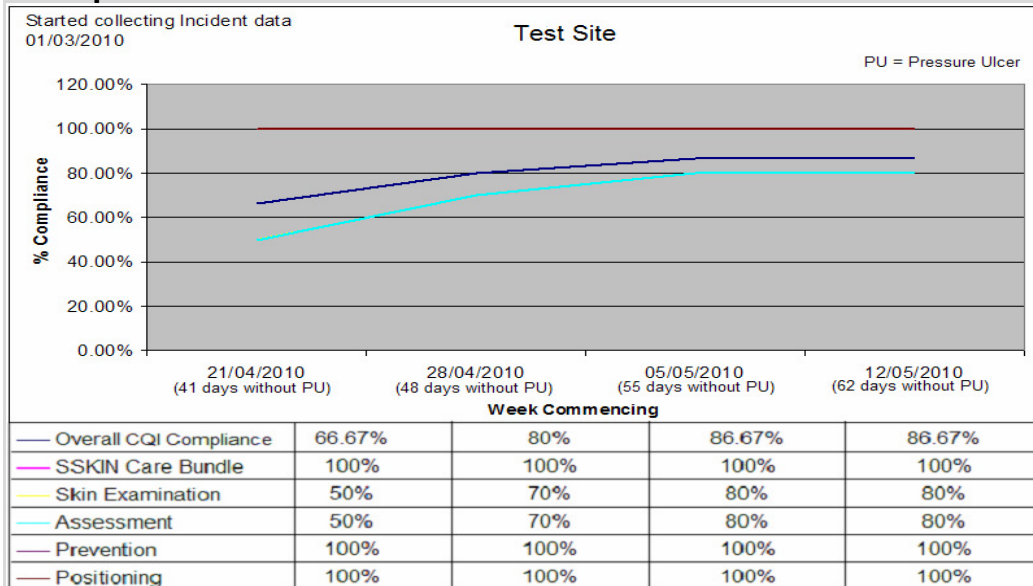 Started collecting Incident data
01/03/2010
Test Site
PU = Pressure Ulcer
120.00%
100.00%
80.00%
60.00%
40.00%
20.00%
0.00%
% Compliance
21/04/2010 28/04/2010 05/05/2010 12/05/2010
(41 days without PU) (48 days without PU) (55 days without PU) (62 days without PU)
Week Commencing
Overall CQI Compliance 66.67% 80% 86.67% 86.67%
SSKIN Care Bundle 100% 100% 100% 100%
Skin Examination 50% 70% 80% 80%
Assessment 50% 70% 80% 80%
Prevention 100% 100% 100% 100%
Positioning 100% 100% 100% 100%